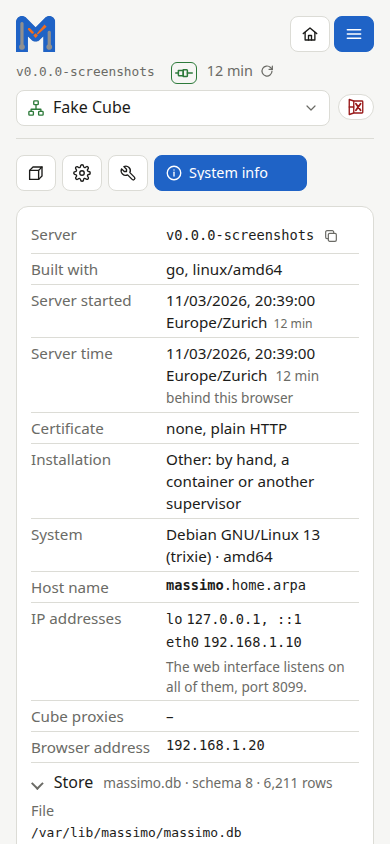 v0.0.0-screenshots 12 min
Fake Cube
System info
Server v0.0.0-screenshots
Built with go, linux/amd64
Server started 11/03/2026, 20:39:00
Europe/Zurich 12 min
Server time 11/03/2026, 20:39:00
Europe/Zurich 12 min
behind this browser
Certificate none, plain HTTP
Installation Other: by hand, a
container or another
supervisor
System Debian GNU/Linux 13
(trixie) · amd64
Host name massimo.home.arpa
IP addresses lo 127.0.0.1, ::1
eth0 192.168.1.10
The web interface listens on
all of them, port 8099.
Cube proxies –
Browser address 192.168.1.20
Store massimo.db · schema 8 · 6,211 rows
File
/var/lib/massimo/massimo.db